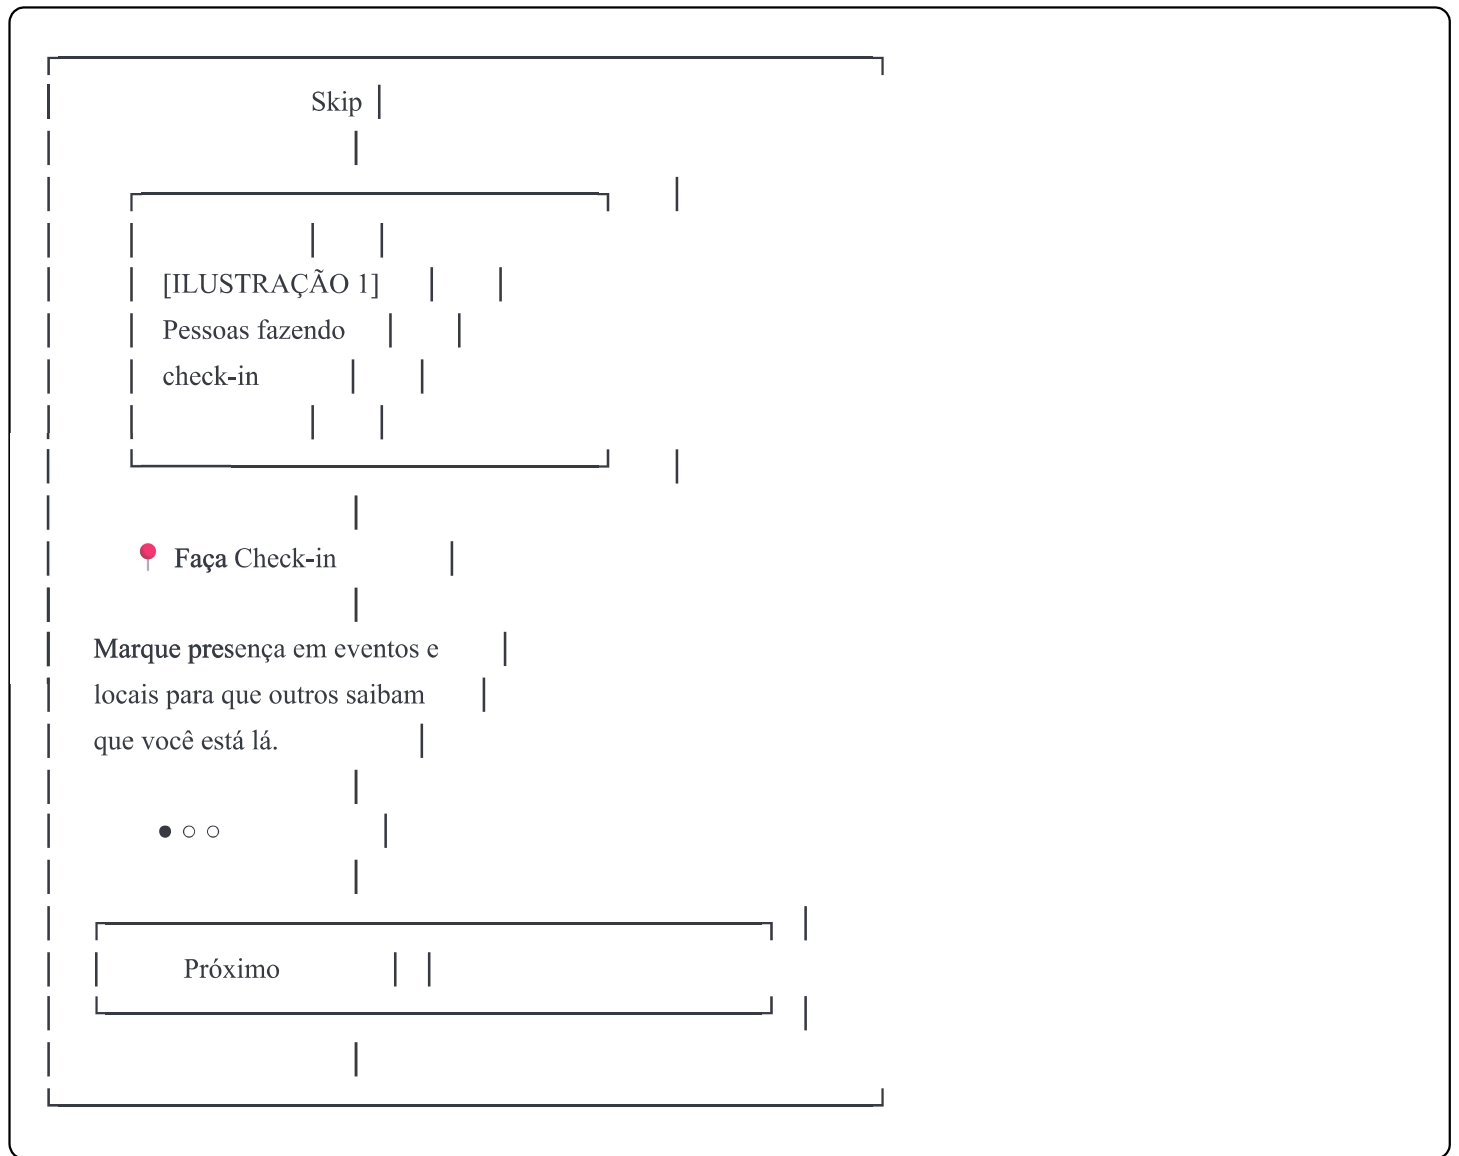 Skip
[ILUSTRAÇÃO 1]
Pessoas fazendo
check-in
📍 Faça Check-in
Marque presença em eventos e
locais para que outros saibam
que você está lá.
● ○ ○
Próximo